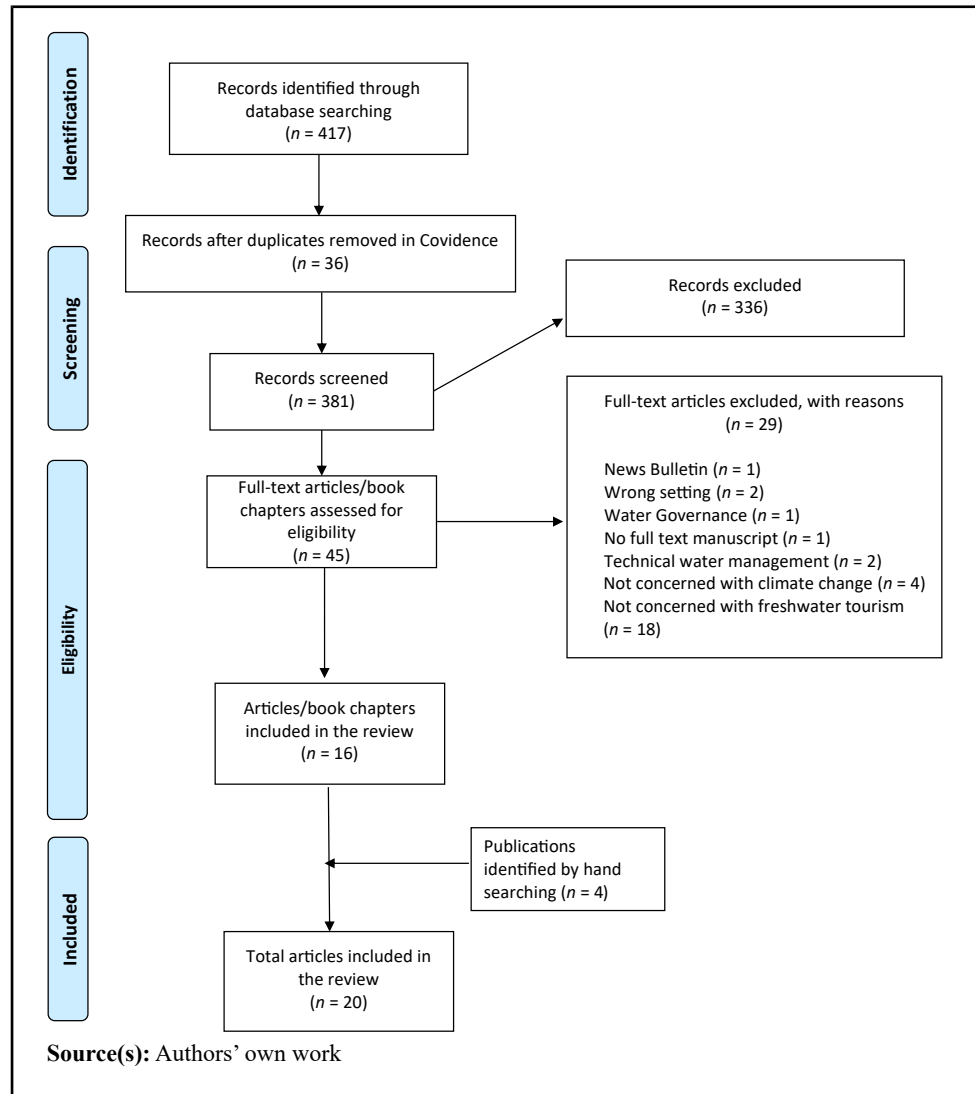 Identification
Records identified through
database searching
(n = 417)
Records after duplicates removed in Covidence
(n = 36)
Screening
Records excluded
(n = 336)
Records screened
(n = 381)
Full-text articles excluded, with reasons
(n = 29)
News Bulletin (n = 1)
Wrong setting (n = 2)
Water Governance (n = 1)
No full text manuscript (n = 1)
Technical water management (n = 2)
Not concerned with climate change (n = 4)
Not concerned with freshwater tourism
(n = 18)
Eligibility
Full-text articles/book
chapters assessed for
eligibility
(n = 45)
Articles/book chapters
included in the review
(n = 16)
Included
Publications
identified by hand
searching (n = 4)
Total articles included in
the review
(n = 20)
Source(s): Authors' own work